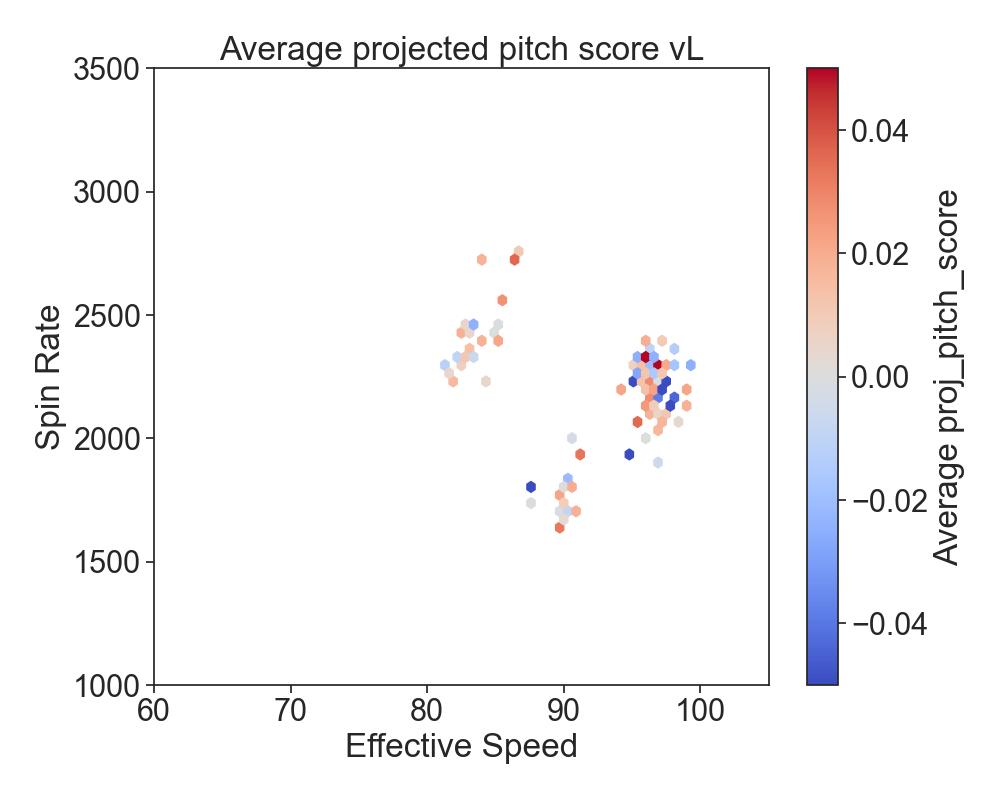 Average projected pitch score vL
3500
3000
2500
2000
1500
1000
Spin Rate
60 70 80 90 100
Effective Speed
0.04
0.02
0.00
−0.02
−0.04
Average proj_pitch_score